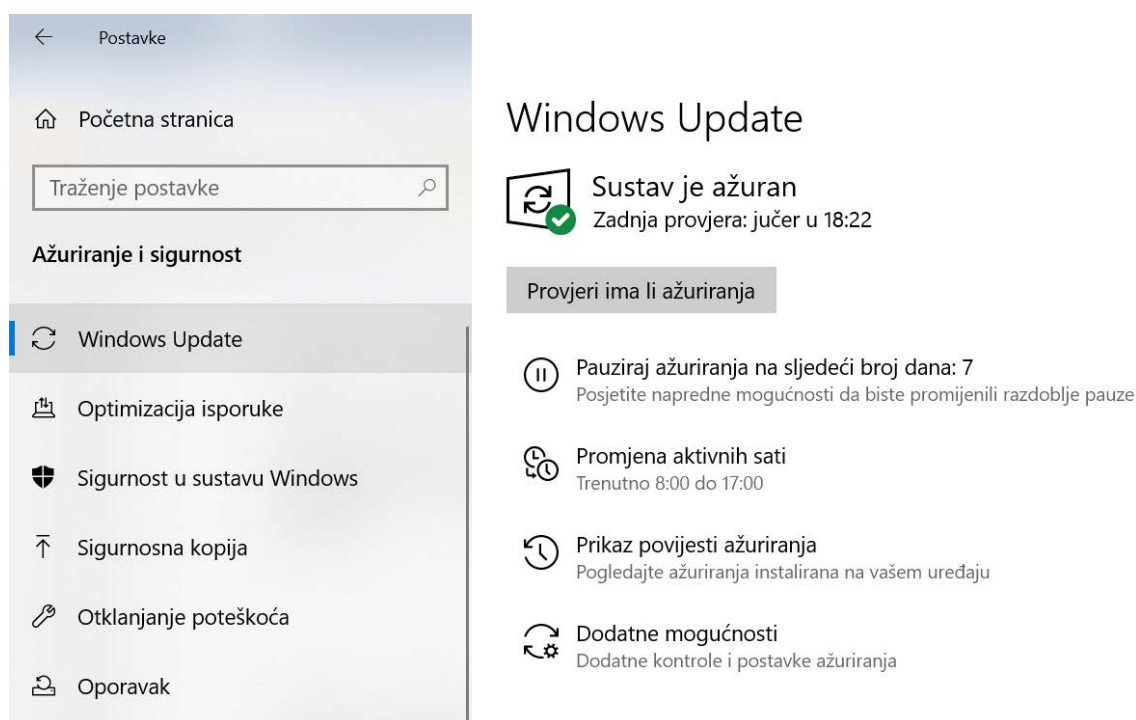 Postavke
Početna stranica
Traženje postavke
Ažuriranje i sigurnost
Windows Update
Optimizacija isporuke
Sigurnost u sustavu Windows
Sigurnosna kopija
Otklanjanje poteškoća
Oporavak
Windows Update
Sustav je ažuran
Zadnja provjera: jučer u 18:22
Provjeri ima li ažuriranja
Pauziraj ažuriranja na sljedeći broj dana: 7
Posjetite napredne mogućnosti da biste promijenili razdoblje pauze
Promjena aktivnih sati
Trenutno 8:00 do 17:00
Prikaz povijesti ažuriranja
Pogledajte ažuriranja instalirana na vašem uređaju
Dodatne mogućnosti
Dodatne kontrole i postavke ažuriranja